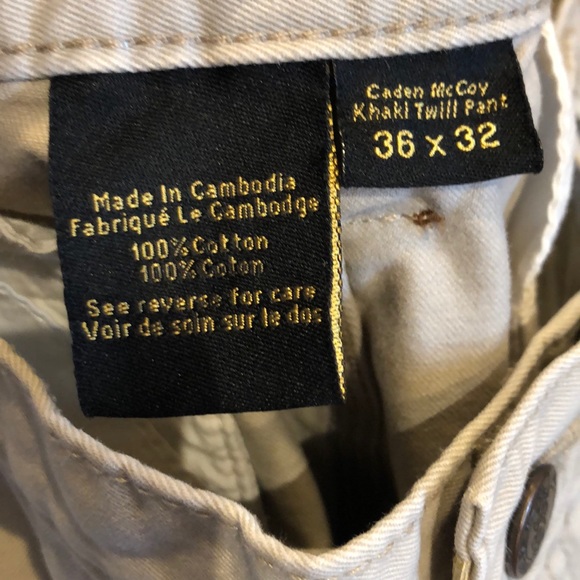 Made In Cambodia
Fabriqué Le Cambodge
100% Cotton
100% Coton
See reverse for care
Voir de soin sur le dos
Caden McCoy
Khaki Twill Pant
36 x 32